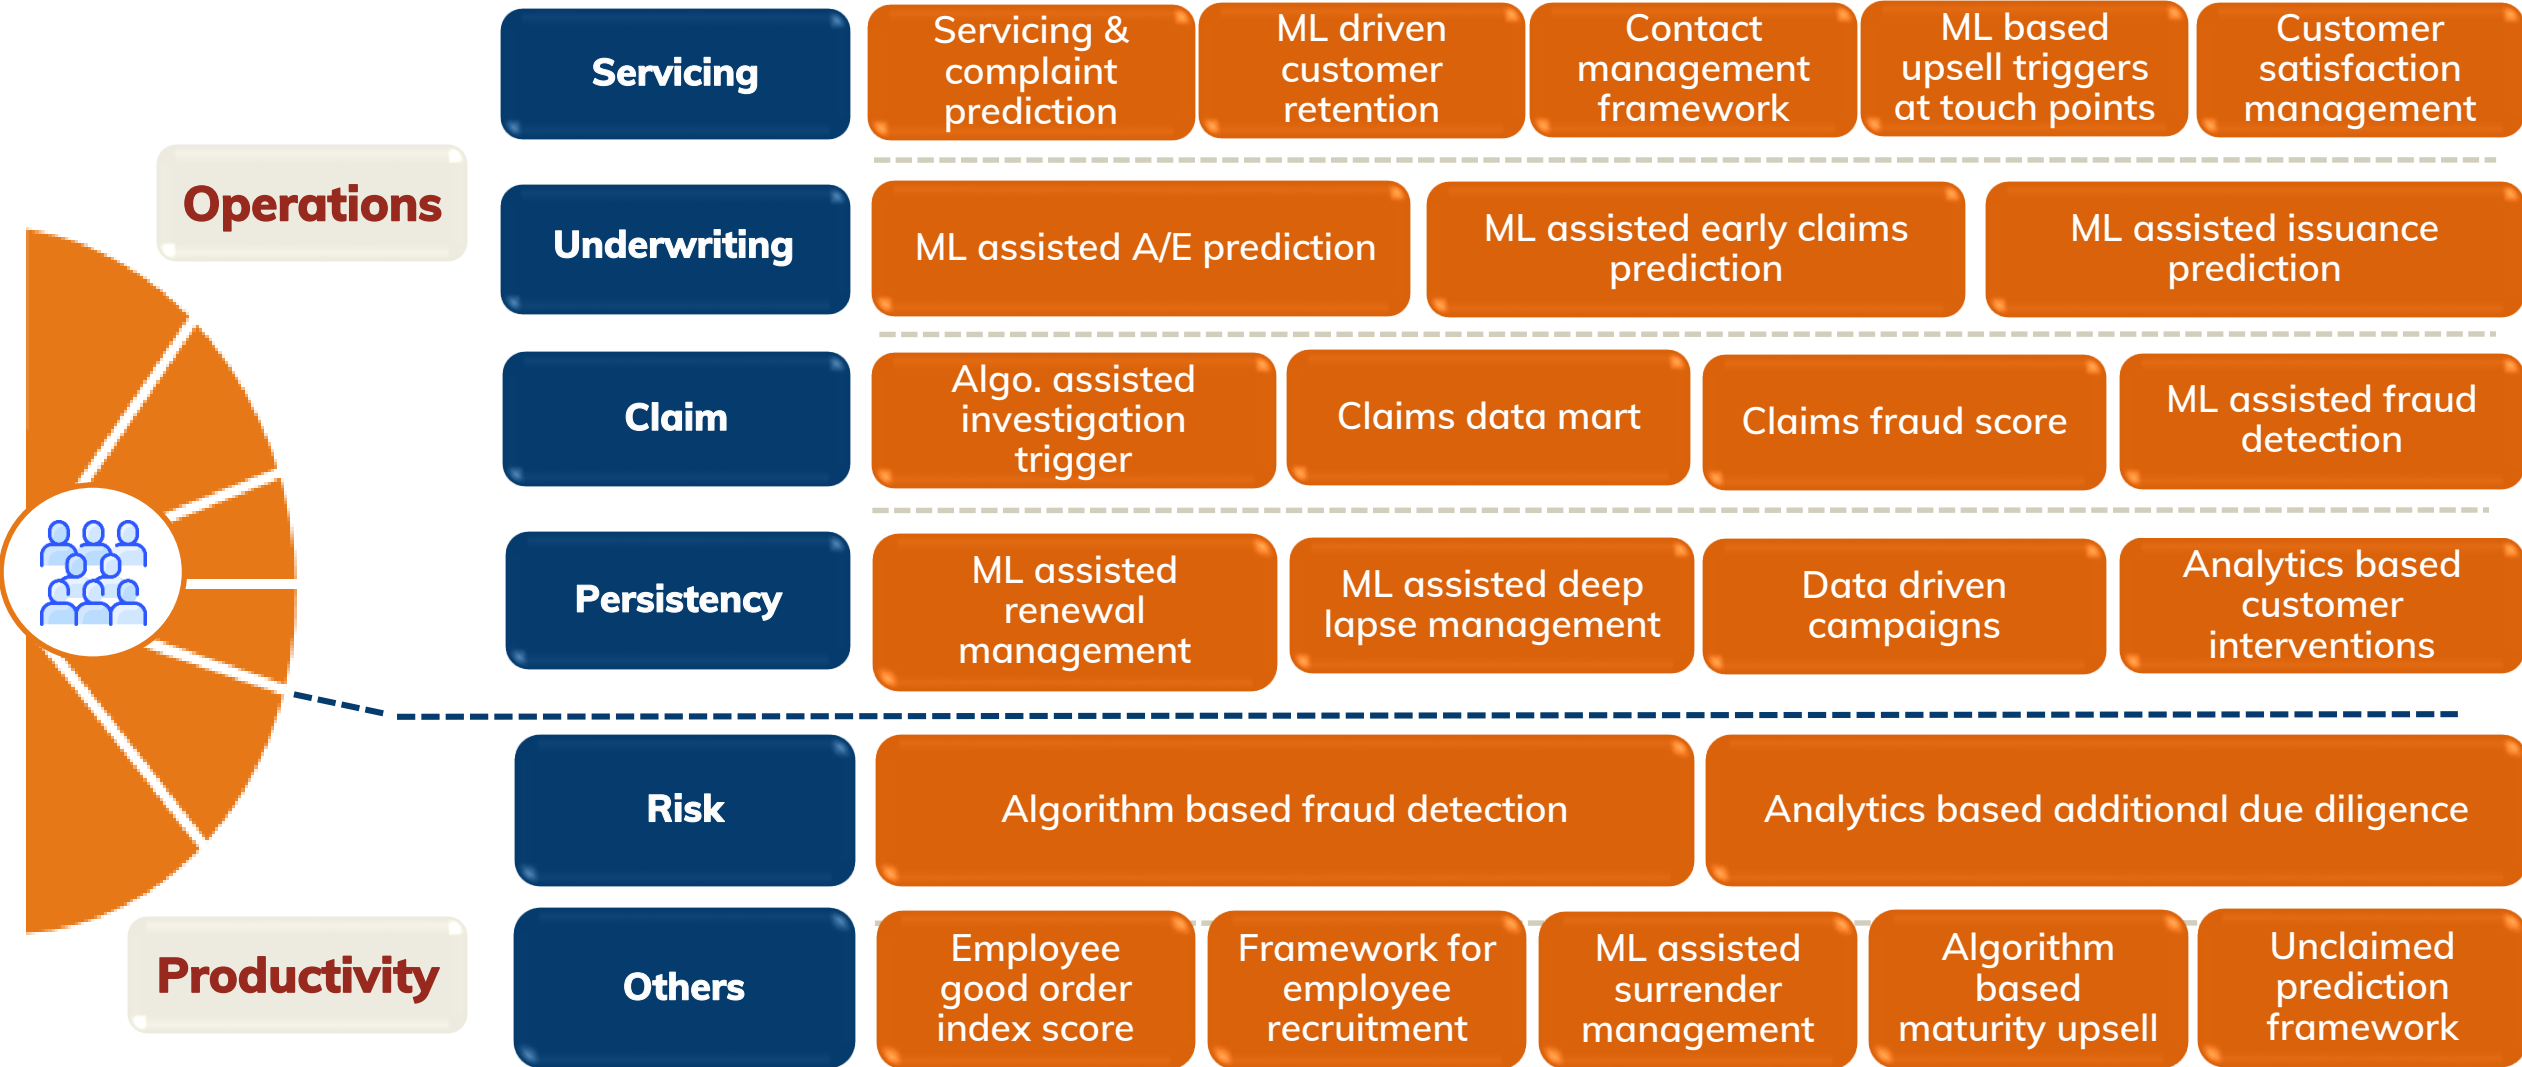 Operations
Servicing
Servicing &
complaint
prediction
ML driven
customer
retention
Contact
management
framework
ML based
upsell triggers
at touch points
Customer
satisfaction
management
Underwriting
ML assisted A/E prediction
ML assisted early claims
prediction
ML assisted issuance
prediction
Claim
Algo. assisted
investigation
trigger
Claims data mart
Claims fraud score
ML assisted fraud
detection
Persistency
ML assisted
renewal
management
ML assisted deep
lapse management
Data driven
campaigns
Analytics based
customer
interventions
Productivity
Risk
Algorithm based fraud detection
Analytics based additional due diligence
Others
Employee
good order
index score
Framework for
employee
recruitment
ML assisted
surrender
management
Algorithm
based
maturity upsell
Unclaimed
prediction
framework